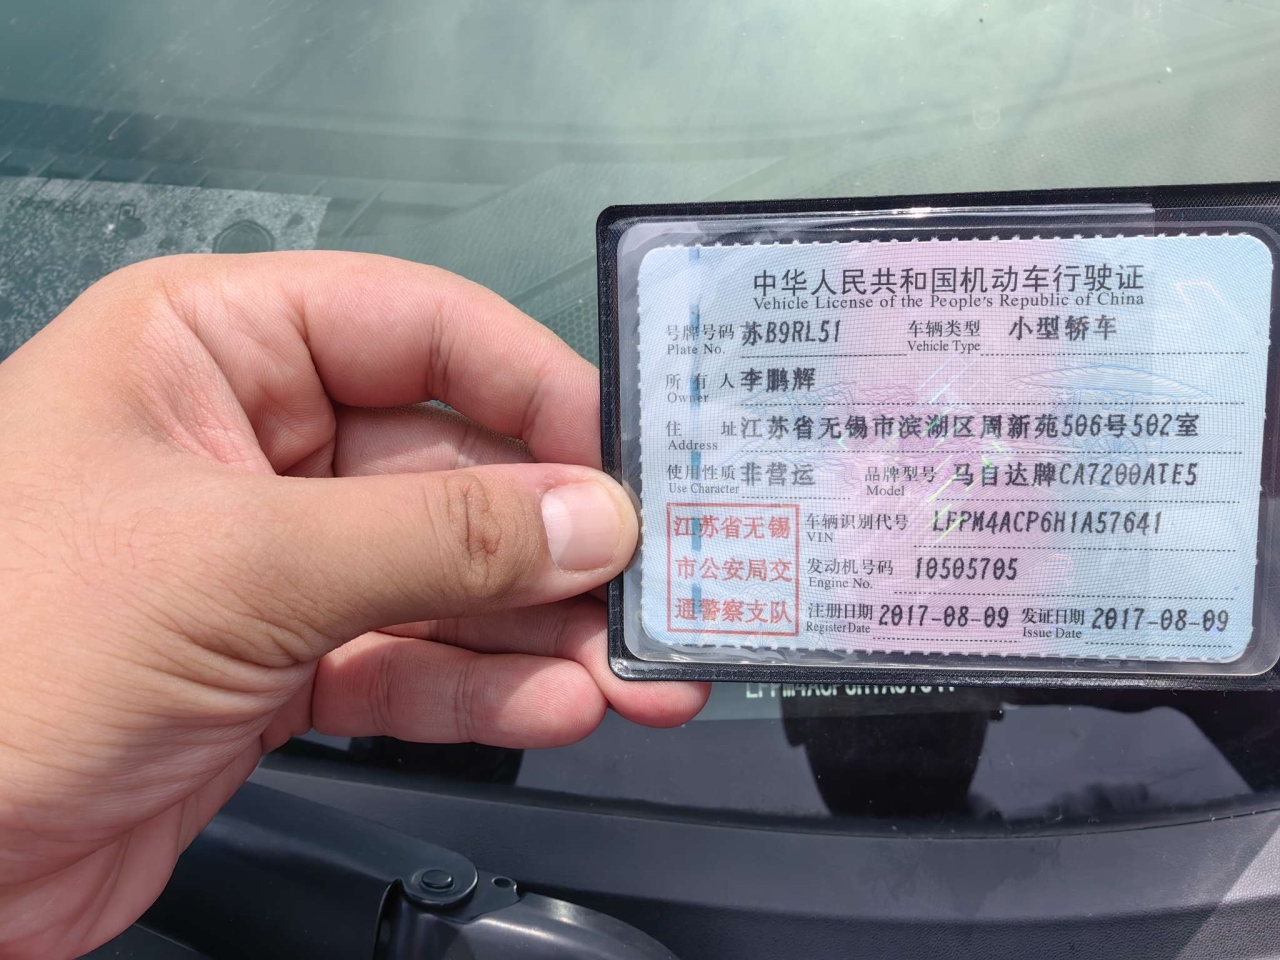 中华人民共和国机动车行驶证
Vehicle License of the People's Republic of China
号牌号码 苏B9RL51 车辆类型 小型轿车
Plate No. Vehicle Type
所有人 李鹏辉
Owner
住址 江苏省无锡市滨湖区周新苑506号502室
Address
使用性质 非营运 品牌型号 马自达牌CA7200ATE5
Use Character Model
江苏省无锡
市公安局交
通警察支队
车辆识别代号 LFPM4ACP6H1A57641
VIN
发动机号码 10505705
Engine No.
注册日期 2017-08-09 发证日期 2017-08-09
Register Date Issue Date